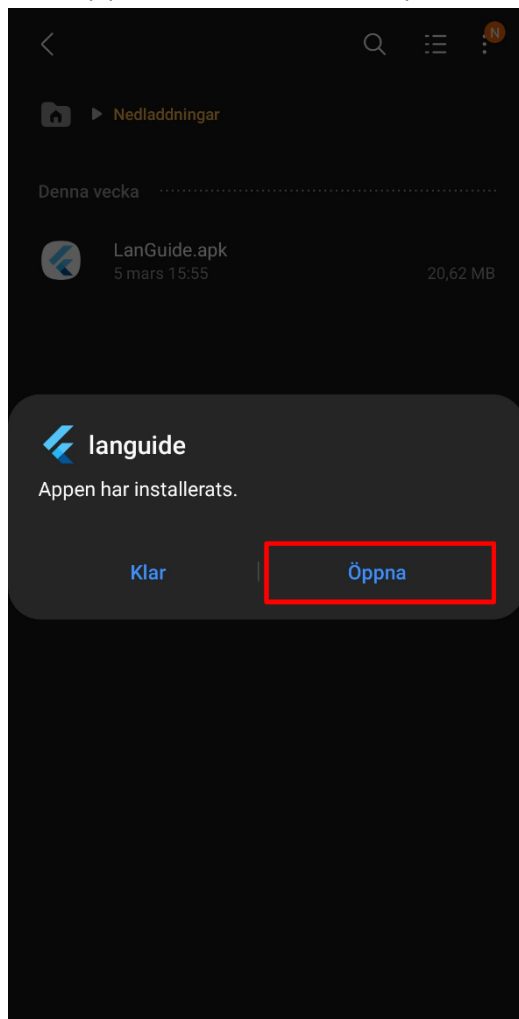 N
Nedladdningar
Denna vecka
LanGuide.apk
5 mars 15:55
20,62 MB
languide
Appen har installerats.
Klar
Öppna